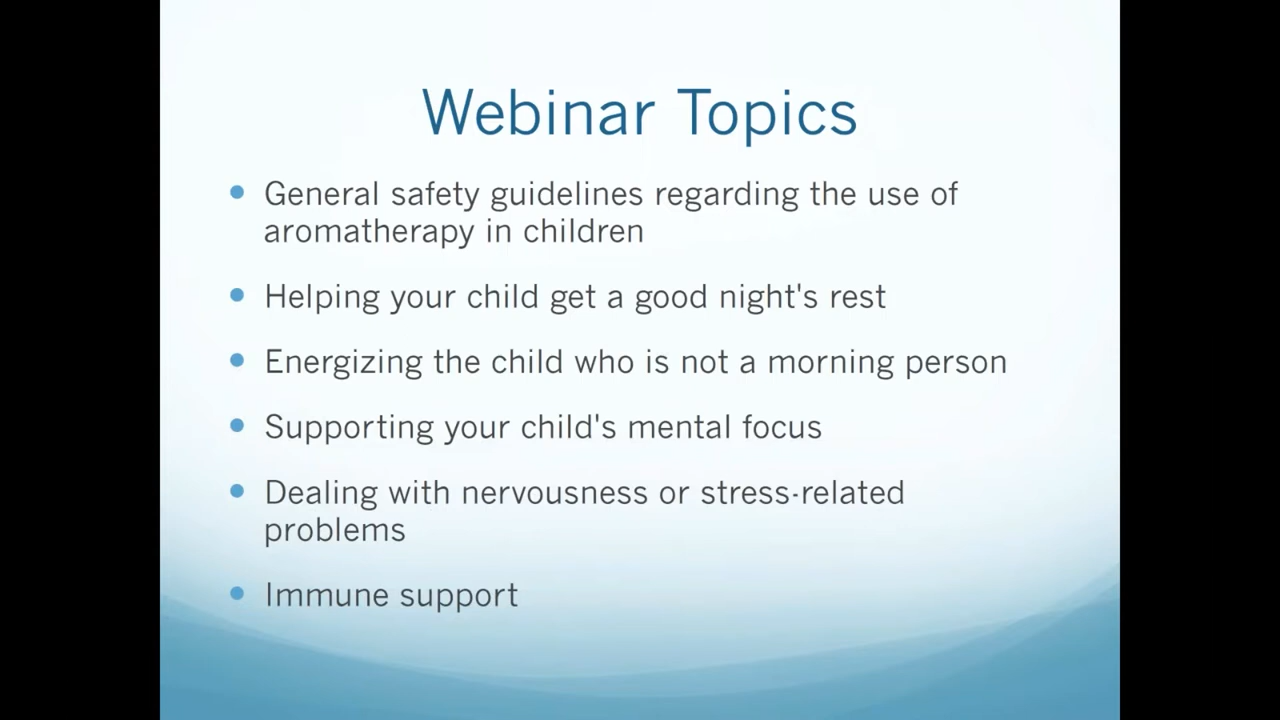 Webinar Topics
• General safety guidelines regarding the use of
aromatherapy in children
• Helping your child get a good night's rest
• Energizing the child who is not a morning person
• Supporting your child's mental focus
• Dealing with nervousness or stress-related
problems
• Immune support